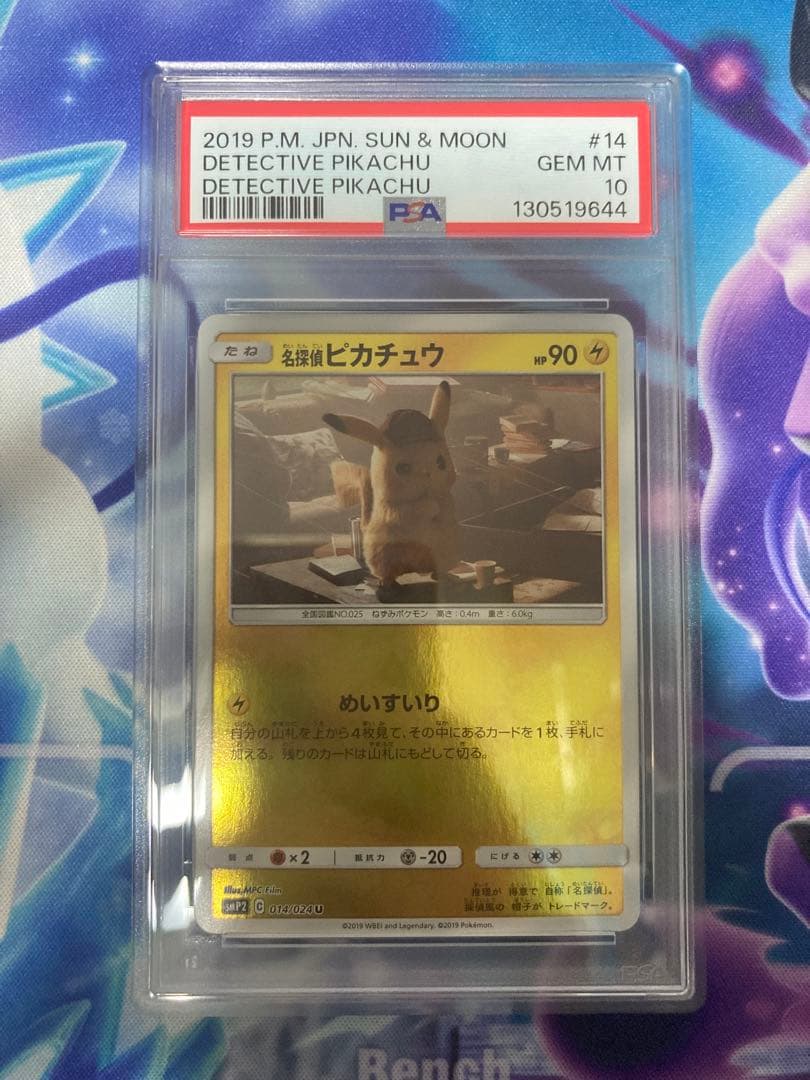 2019 P.M. JPN. SUN & MOON #14
DETECTIVE PIKACHU GEM MT
DETECTIVE PIKACHU 10
PSA 130519644
たね 名探偵ピカチュウ HP 90
全国図鑑NO.025 ねずみポケモン 高さ:0.4m 重さ:6.0kg
めいすいり
自分の山札を上から4枚見て、その中にあるカードを1枚、手札に
加える。残りのカードは山札にもどして切る。
弱点 ×2 抵抗力 -20 にげる
Illus. MPC Film
推理が 得意で 自称「名探偵」。
探偵風の 帽子が トレードマーク。
SMP2 C 014/024 U
©2019 WBEI and Legendary. ©2019 Pokémon.
PSA
Bench